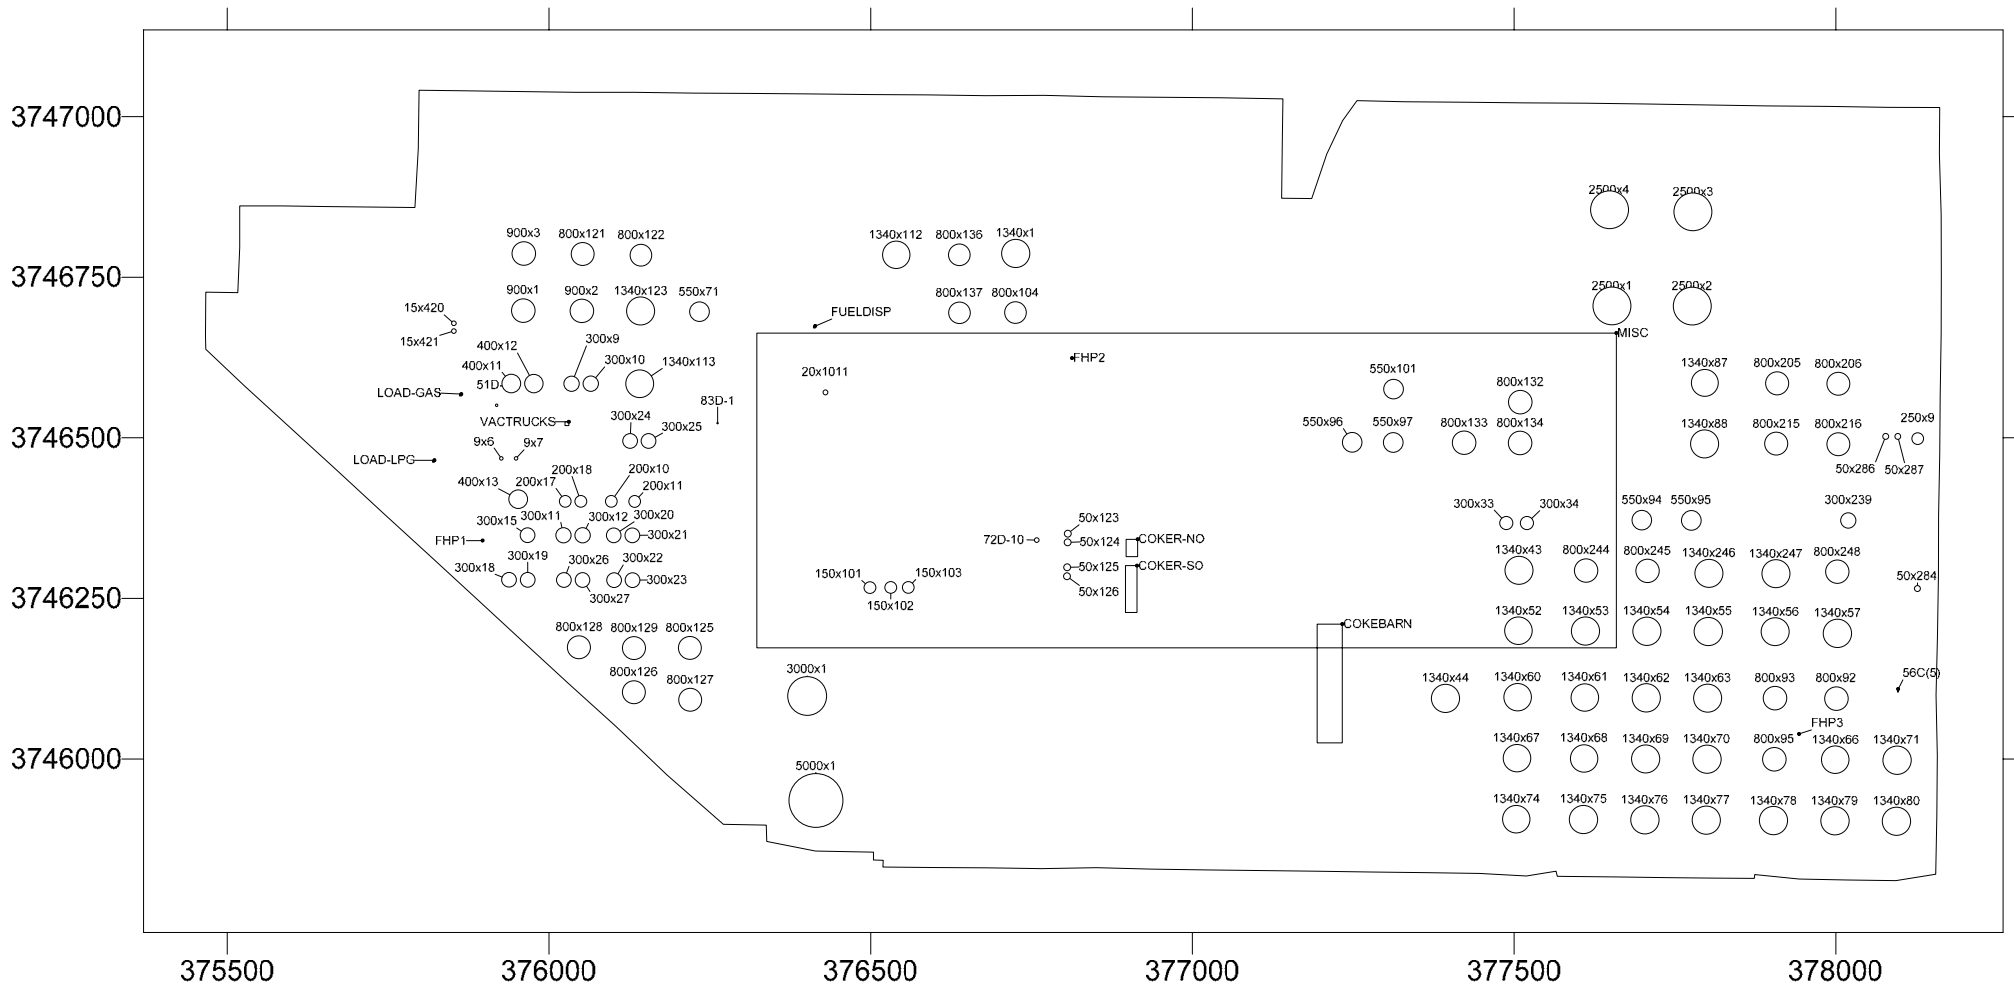 3747000
2500x4 2500x3
900x3 800x121 800x122 1340x112 800x136 1340x1
3746750
900x1 900x2 1340x123 550x71 800x137 800x104 2500x1 2500x2
15x420 FUELDISP
15x421 300x9 MISC
400x12
400x11 300x10 1340x113 FHP2 1340x87 800x205 800x206
51D- 20x1011 550x101
LOAD-GAS 83D-1 800x132
VACTRUCKS 300x24 300x25 550x96 550x97 800x133 800x134 1340x88 800x215 800x216 250x9
3746500
9x6 9x7
LOAD-LPG 50x286 50x287
200x18 200x10
400x13 200x17 200x11
300x15 300x11 300x12 300x20 50x123 300x33 300x34 550x94 550x95 300x239
FHP1 300x21 72D-10 50x124 COKER-NO
300x19 300x26 300x22 50x125 COKER-SO 1340x43 800x244 800x245 1340x246 1340x247 800x248
300x18 300x23 150x101 150x103 50x126 50x284
3746250
300x27 150x102
800x128 800x129 800x125 COKEBARN 1340x52 1340x53 1340x54 1340x55 1340x56 1340x57
800x126 800x127 3000x1 1340x44 1340x60 1340x61 1340x62 1340x63 800x93 800x92 56C(5)
FHP3
1340x67 1340x68 1340x69 1340x70 800x95 1340x66 1340x71
3746000
5000x1
1340x74 1340x75 1340x76 1340x77 1340x78 1340x79 1340x80
375500 376000 376500 377000 377500 378000